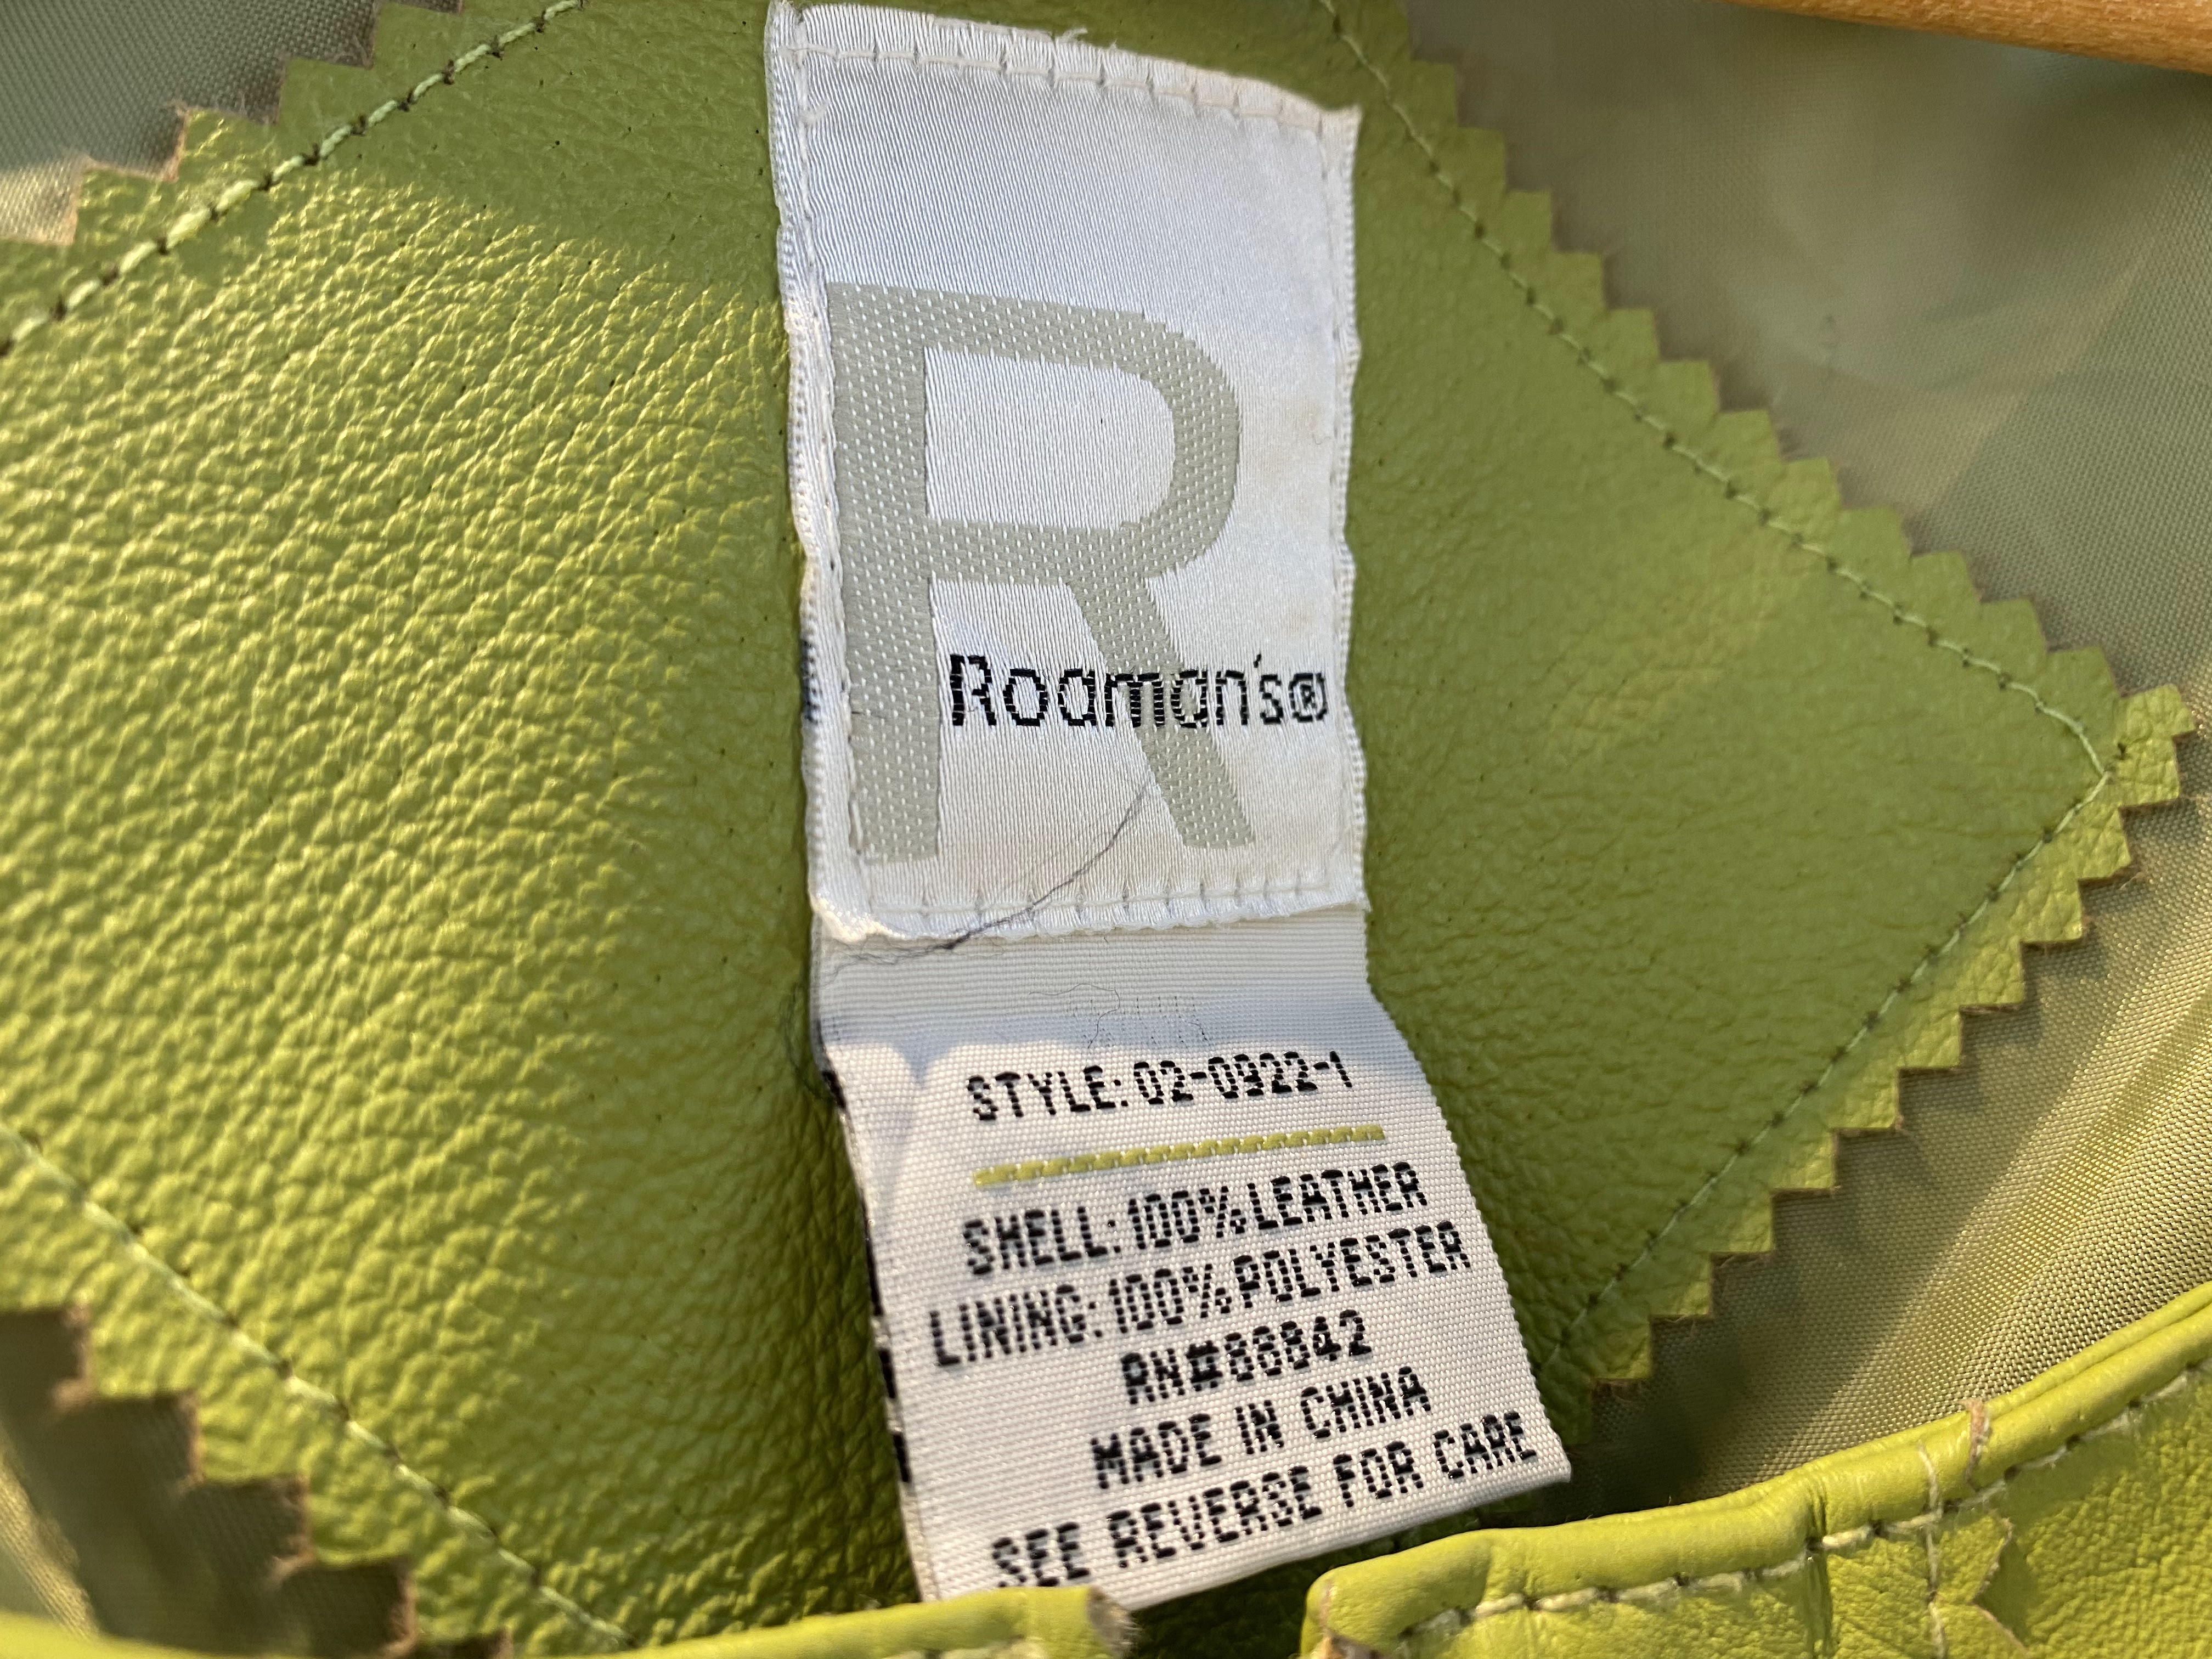 R
Roaman's®
STYLE: 02-0922-1
SHELL: 100% LEATHER
LINING: 100% POLYESTER
RN#88842
MADE IN CHINA
SEE REVERSE FOR CARE